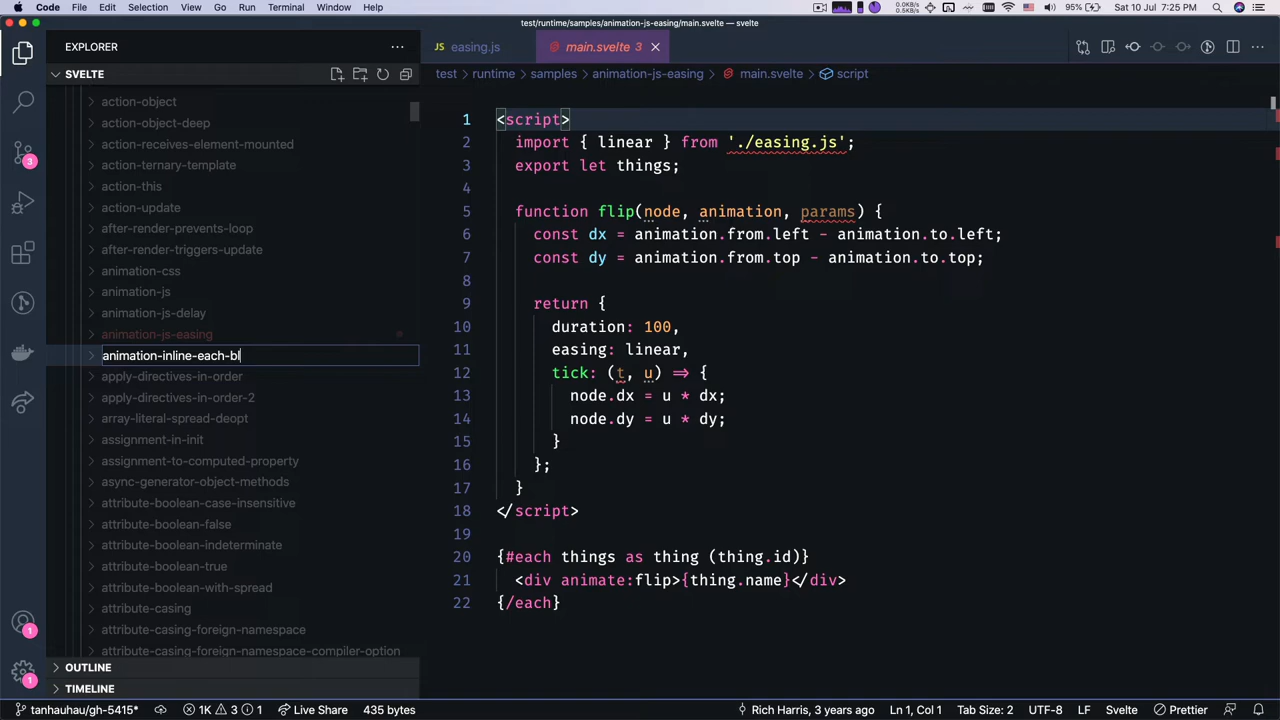 Code File Edit Selection View Go Run Terminal Window Help 0.0KB/s 0.0KB/s 95% Sat 10 Jul 7:25 PM
test/runtime/samples/animation-js-easing/main.svelte — svelte
EXPLORER
SVELTE
action-object
action-object-deep
action-receives-element-mounted
action-ternary-template
action-this
action-update
after-render-prevents-loop
after-render-triggers-update
animation-css
animation-js
animation-js-delay
animation-js-easing
animation-inline-each-bl
apply-directives-in-order
apply-directives-in-order-2
array-literal-spread-deopt
assignment-in-init
assignment-to-computed-property
async-generator-object-methods
attribute-boolean-case-insensitive
attribute-boolean-false
attribute-boolean-indeterminate
attribute-boolean-true
attribute-boolean-with-spread
attribute-casing
attribute-casing-foreign-namespace
attribute-casing-foreign-namespace-compiler-option
OUTLINE
TIMELINE
3
1
1
JS easing.js main.svelte 3
test > runtime > samples > animation-js-easing > main.svelte > script
1 <script>
2 import { linear } from './easing.js';
3 export let things;
4
5 function flip(node, animation, params) {
6 const dx = animation.from.left - animation.to.left;
7 const dy = animation.from.top - animation.to.top;
8
9 return {
10 duration: 100,
11 easing: linear,
12 tick: (t, u) => {
13 node.dx = u * dx;
14 node.dy = u * dy;
15 }
16 };
17 }
18 </script>
19
20 {#each things as thing (thing.id)}
21 <div animate:flip>{thing.name}</div>
22 {/each}
tanhauhau/gh-5415* 1K 3 1 Live Share 435 bytes Rich Harris, 3 years ago Ln 1, Col 1 Tab Size: 2 UTF-8 LF Svelte Prettier